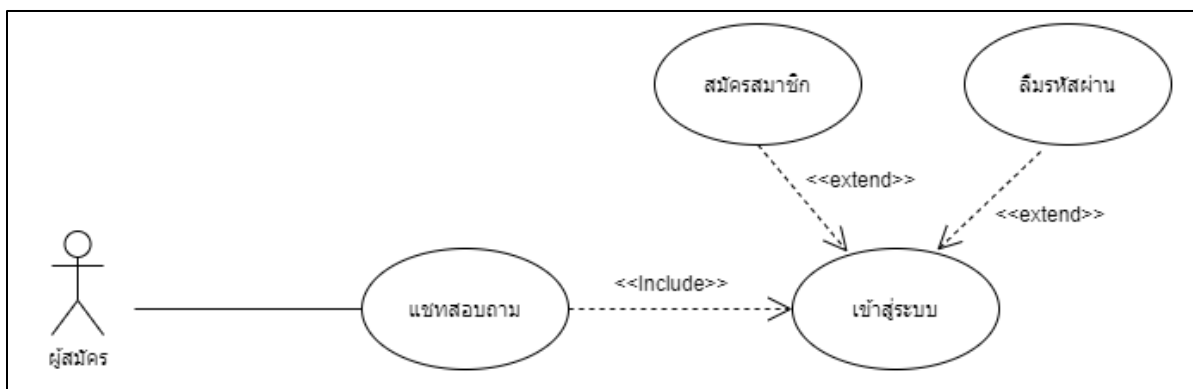 สมัครสมาชิก
ลืมรหัสผ่าน
<<extend>>
<<extend>>
<<Include>>
แชทสอบถาม
เข้าสู่ระบบ
ผู้สมัคร